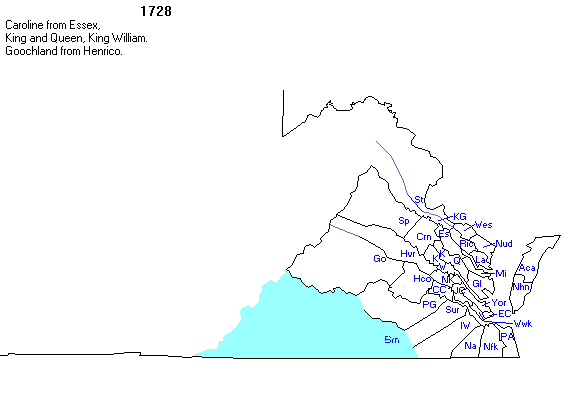 1728
Caroline from Essex,
King and Queen, King William.
Goochland from Henrico.
St
KG
Sp
Wes
Es
Crn
Ric
Nud
Hvr
K
Go
La
K
Q
Mi
W
Aca
Hco
N
Gl
Nhn
CC
JC
PG
Yor
Sur
EC
Wwk
IW
PA
Brn
Na
Nfk